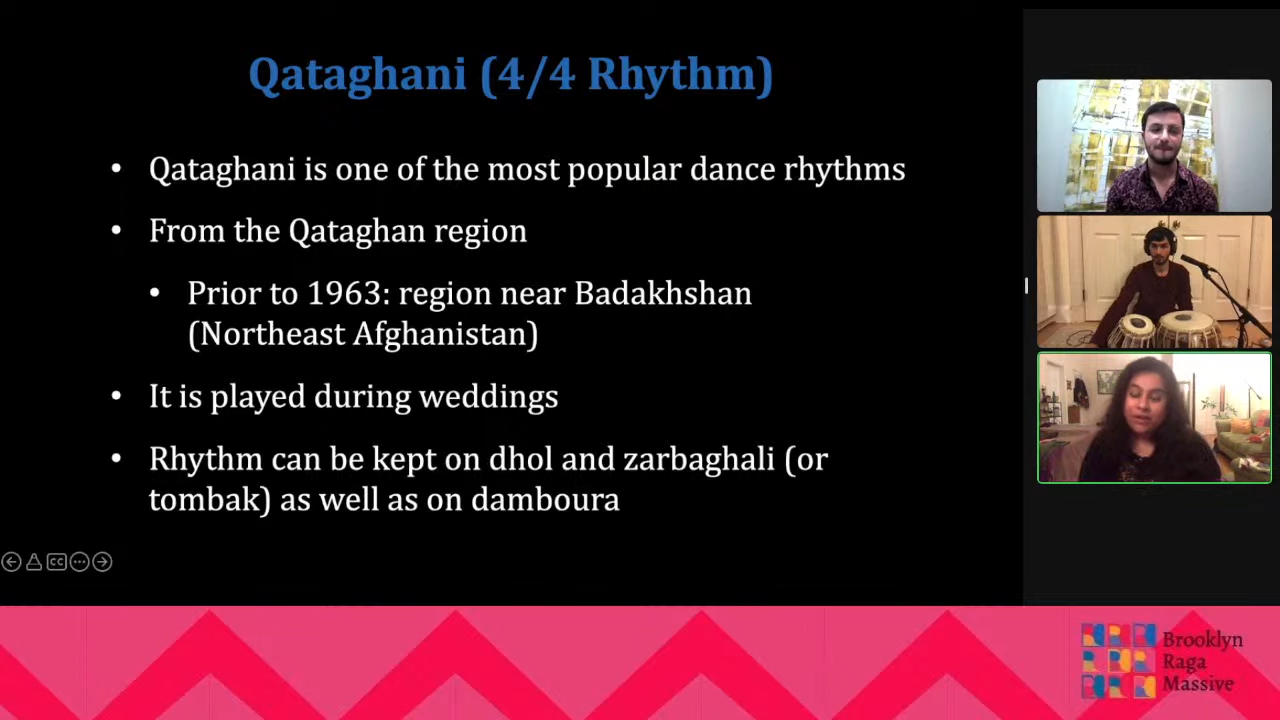 Qataghani (4/4 Rhythm)
• Qataghani is one of the most popular dance rhythms
• From the Qataghan region
• Prior to 1963: region near Badakhshan
(Northeast Afghanistan)
• It is played during weddings
• Rhythm can be kept on dhol and zarbaghali (or
tombak) as well as on damboura
CC
Brooklyn
Raga
Massive